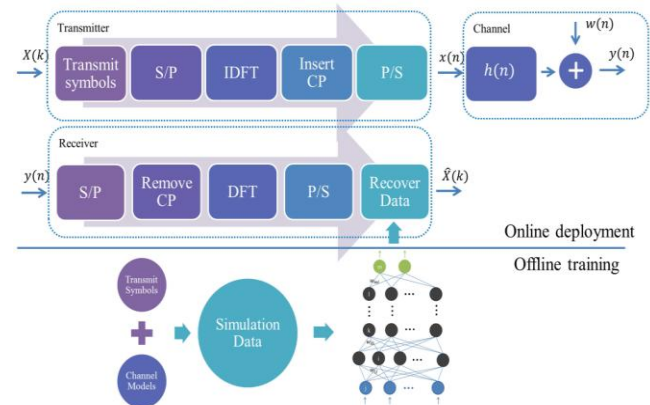 Transmitter
X(k)
Transmit symbols
S/P
IDFT
Insert CP
P/S
x(n)
Channel
h(n)
w(n)
+
y(n)
Receiver
y(n)
S/P
Remove CP
DFT
P/S
Recover Data
X̂(k)
Online deployment
Offline training
Transmit Symbols
+
Channel Models
Simulation Data
...
...
...
...